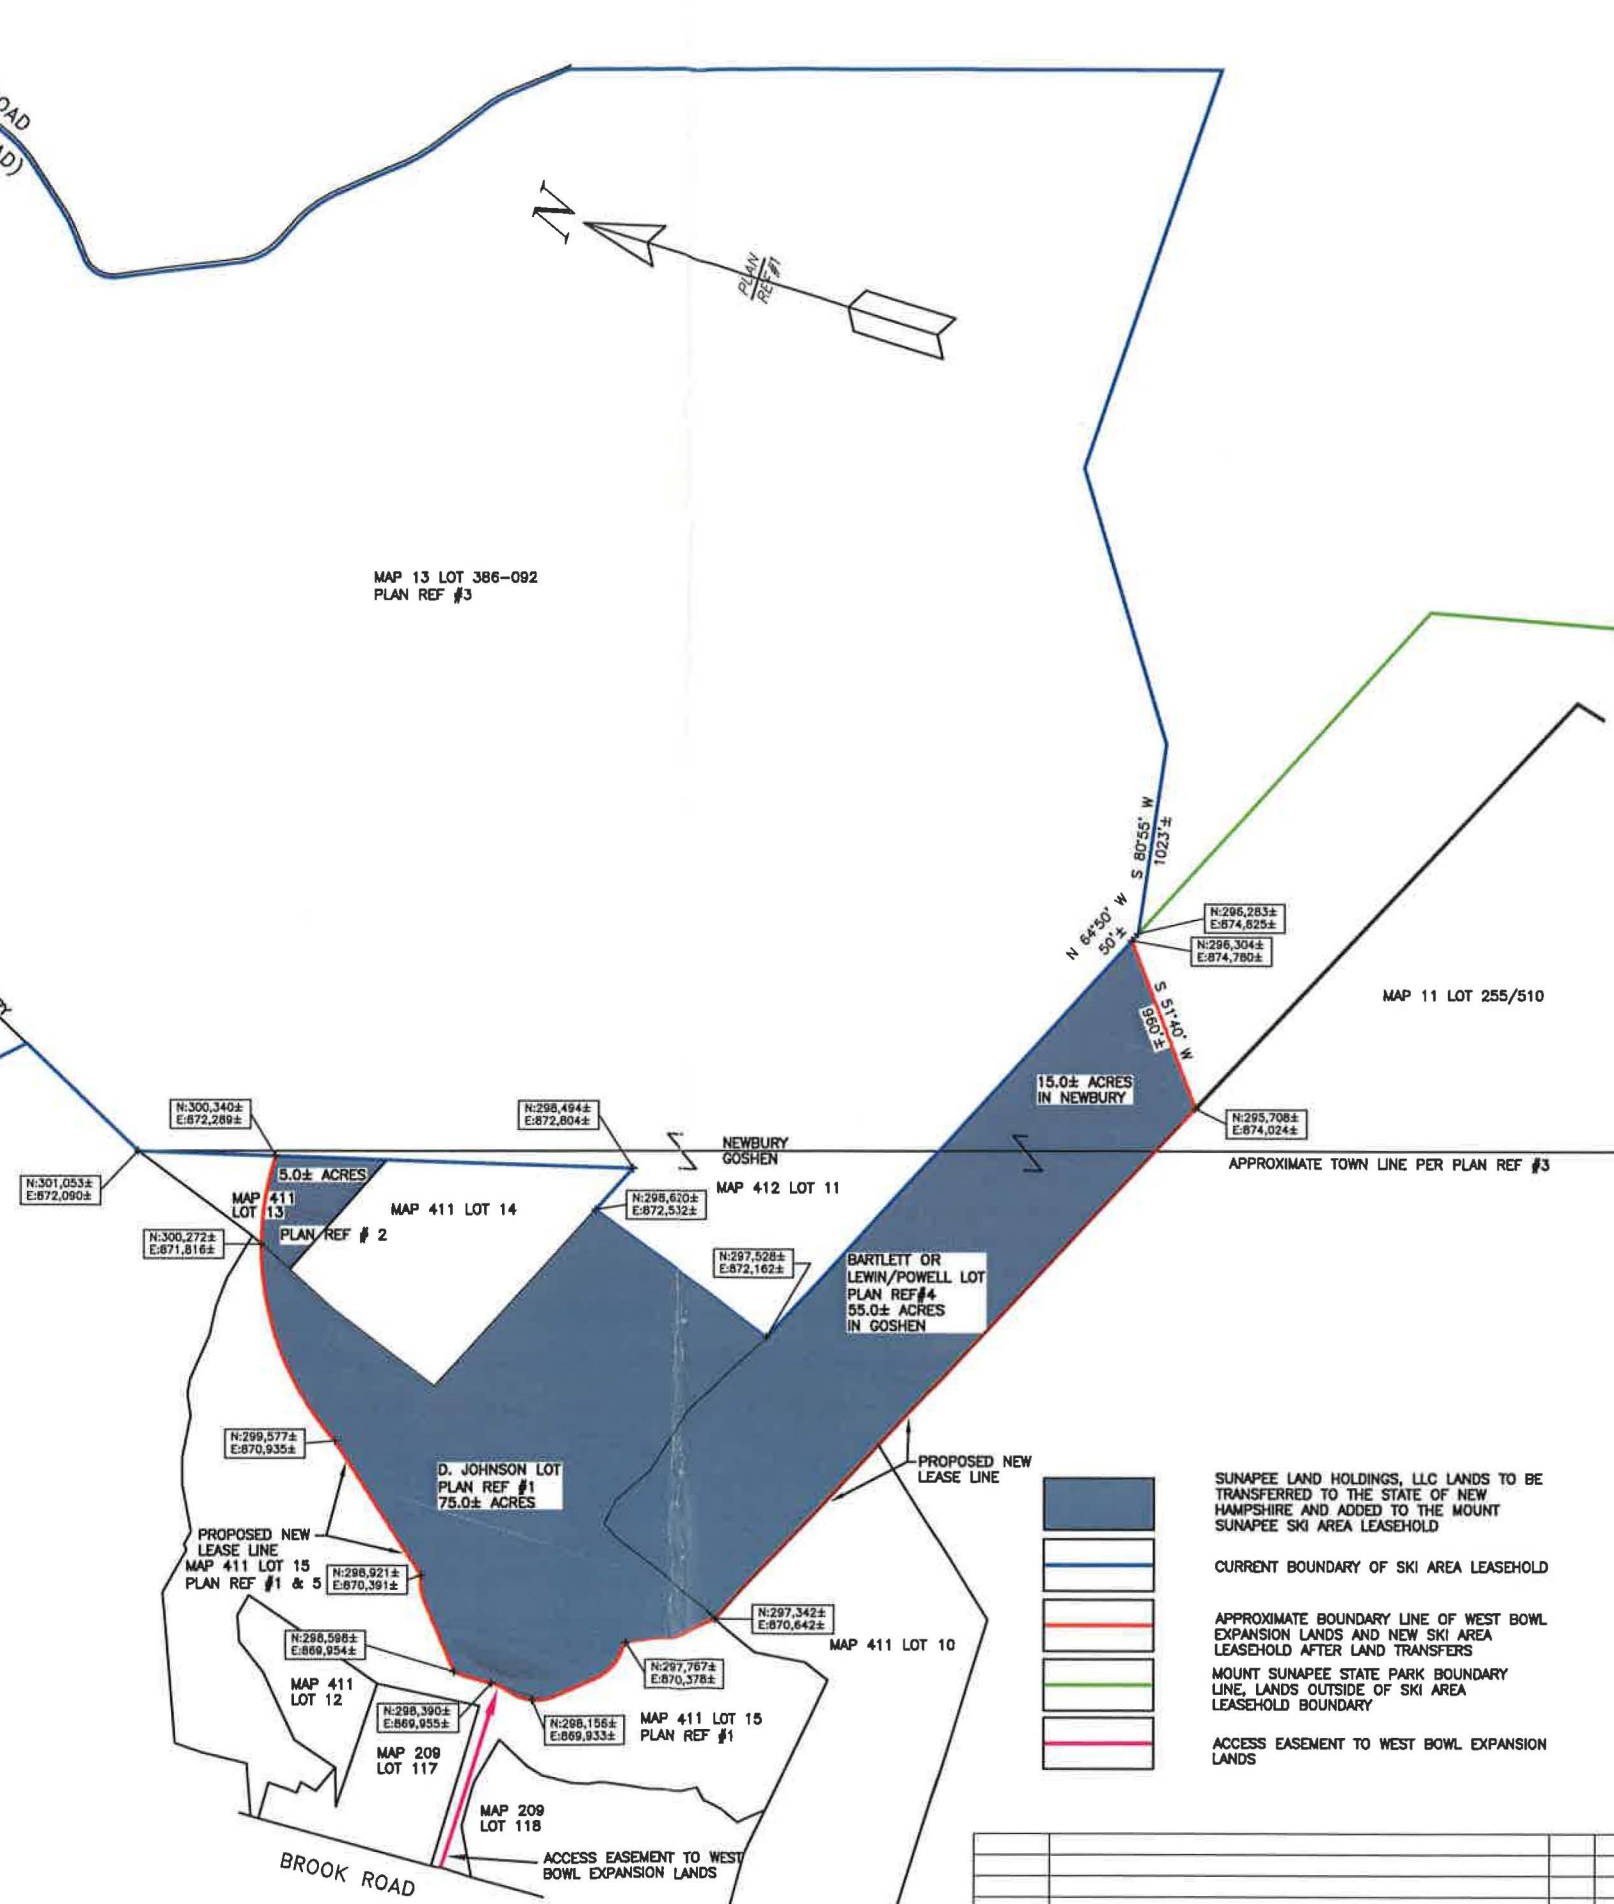 OAD
AD)
N
PLAN
REF#1
MAP 13 LOT 386-092
PLAN REF #3
S 80°55' W
1023'±
N 64°50' W
50'±
N:296,283±
E:874,825±
N:296,304±
E:874,780±
S 51°40' W
960'±
MAP 11 LOT 255/510
15.0± ACRES
IN NEWBURY
N:300,340±
E:872,289±
N:298,494±
E:872,804±
N:295,708±
E:874,024±
NEWBURY
GOSHEN
APPROXIMATE TOWN LINE PER PLAN REF #3
5.0± ACRES
N:301,053±
E:872,090±
MAP 411
LOT 13
MAP 411 LOT 14
MAP 412 LOT 11
N:298,620±
E:872,532±
PLAN REF # 2
N:300,272±
E:871,816±
N:297,528±
E:872,162±
BARTLETT OR
LEWIN/POWELL LOT
PLAN REF#4
55.0± ACRES
IN GOSHEN
N:299,577±
E:870,935±
D. JOHNSON LOT
PLAN REF #1
75.0± ACRES
PROPOSED NEW
LEASE LINE
PROPOSED NEW
LEASE LINE
MAP 411 LOT 15
PLAN REF #1 & 5
N:298,921±
E:870,391±
N:297,342±
E:870,642±
MAP 411 LOT 10
N:298,598±
E:869,954±
N:297,767±
E:870,378±
MAP 411
LOT 12
N:298,390±
E:869,955±
N:298,156±
E:869,933±
MAP 411 LOT 15
PLAN REF #1
MAP 209
LOT 117
MAP 209
LOT 118
ACCESS EASEMENT TO WEST
BOWL EXPANSION LANDS
BROOK ROAD
SUNAPEE LAND HOLDINGS, LLC LANDS TO BE
TRANSFERRED TO THE STATE OF NEW
HAMPSHIRE AND ADDED TO THE MOUNT
SUNAPEE SKI AREA LEASEHOLD
CURRENT BOUNDARY OF SKI AREA LEASEHOLD
APPROXIMATE BOUNDARY LINE OF WEST BOWL
EXPANSION LANDS AND NEW SKI AREA
LEASEHOLD AFTER LAND TRANSFERS
MOUNT SUNAPEE STATE PARK BOUNDARY
LINE, LANDS OUTSIDE OF SKI AREA
LEASEHOLD BOUNDARY
ACCESS EASEMENT TO WEST BOWL EXPANSION
LANDS